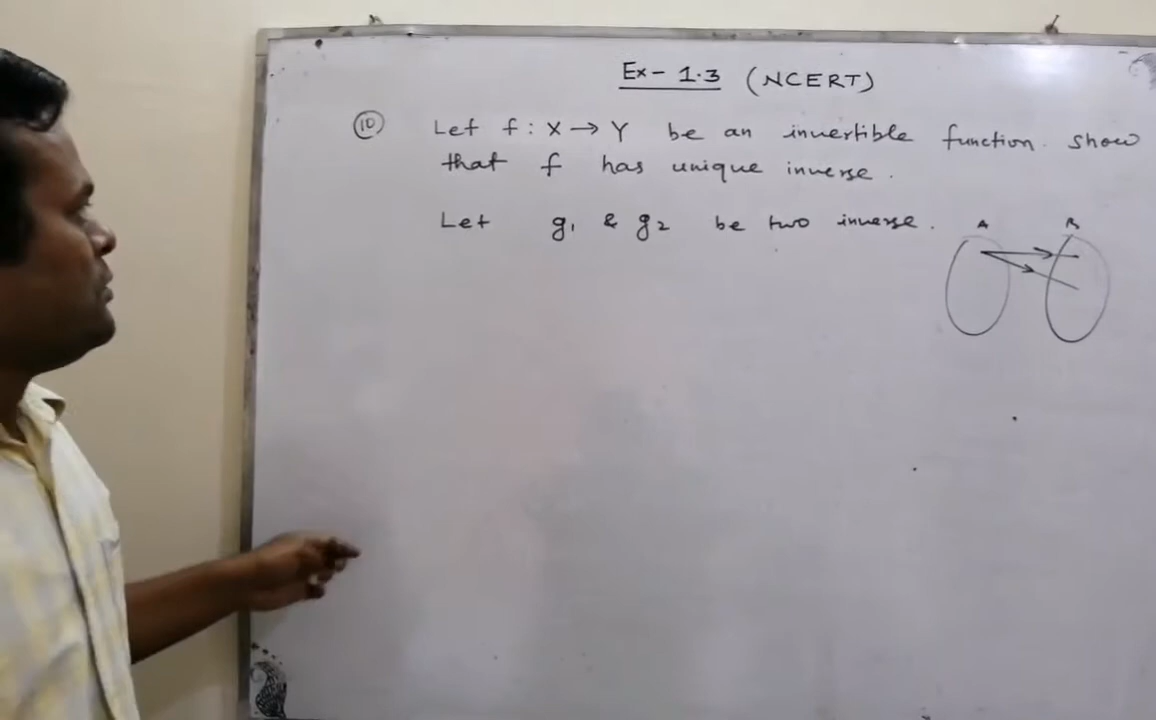 Ex- 1.3 (NCERT)
(10) Let f : X → Y be an invertible function. show
that f has unique inverse.
Let g₁ & g₂ be two inverse.
A B